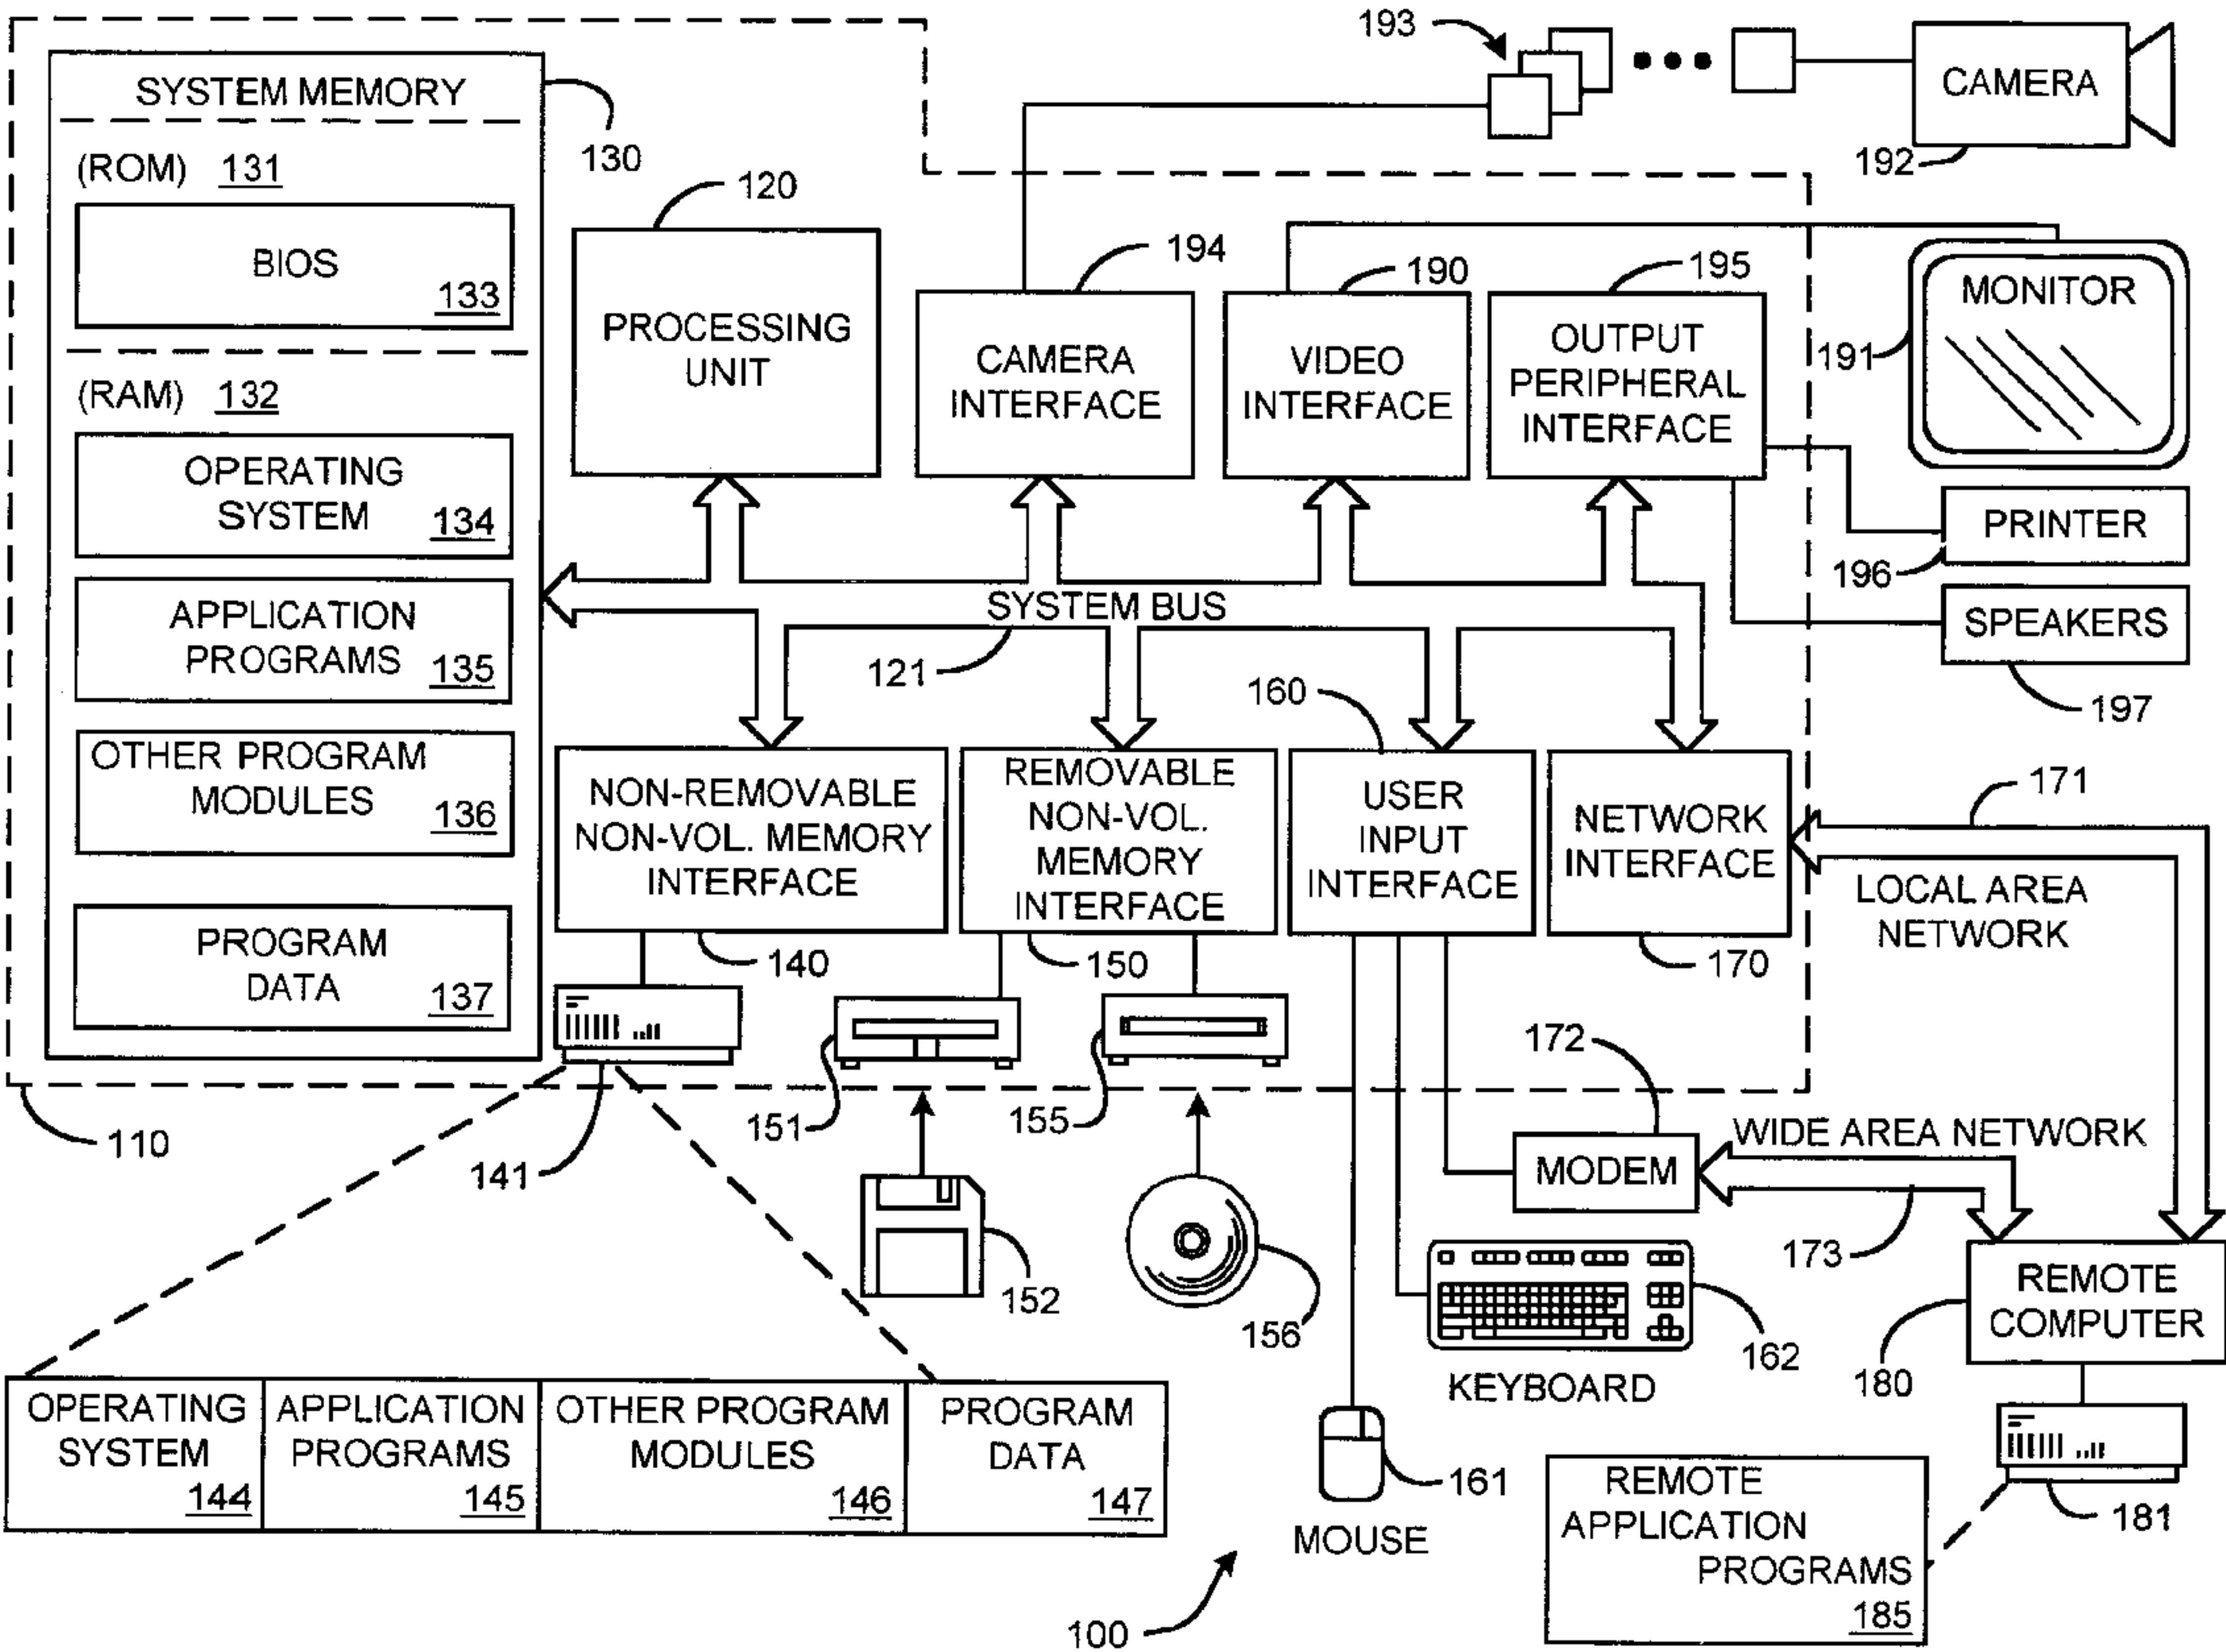 193
CAMERA
192
SYSTEM MEMORY
130
(ROM) 131
BIOS
133
(RAM) 132
OPERATING
SYSTEM 134
APPLICATION
PROGRAMS 135
OTHER PROGRAM
MODULES 136
PROGRAM
DATA 137
120
PROCESSING
UNIT
194
CAMERA
INTERFACE
190
VIDEO
INTERFACE
195
OUTPUT
PERIPHERAL
INTERFACE
MONITOR
191
PRINTER
196
SPEAKERS
197
SYSTEM BUS
121
160
NON-REMOVABLE
NON-VOL. MEMORY
INTERFACE
140
REMOVABLE
NON-VOL.
MEMORY
INTERFACE
150
USER
INPUT
INTERFACE
NETWORK
INTERFACE
170
171
LOCAL AREA
NETWORK
110
141
151
152
155
156
172
MODEM
WIDE AREA NETWORK
173
REMOTE
COMPUTER
180
162
KEYBOARD
161
MOUSE
181
OPERATING
SYSTEM
144
APPLICATION
PROGRAMS
145
OTHER PROGRAM
MODULES
146
PROGRAM
DATA
147
REMOTE
APPLICATION
PROGRAMS
185
100